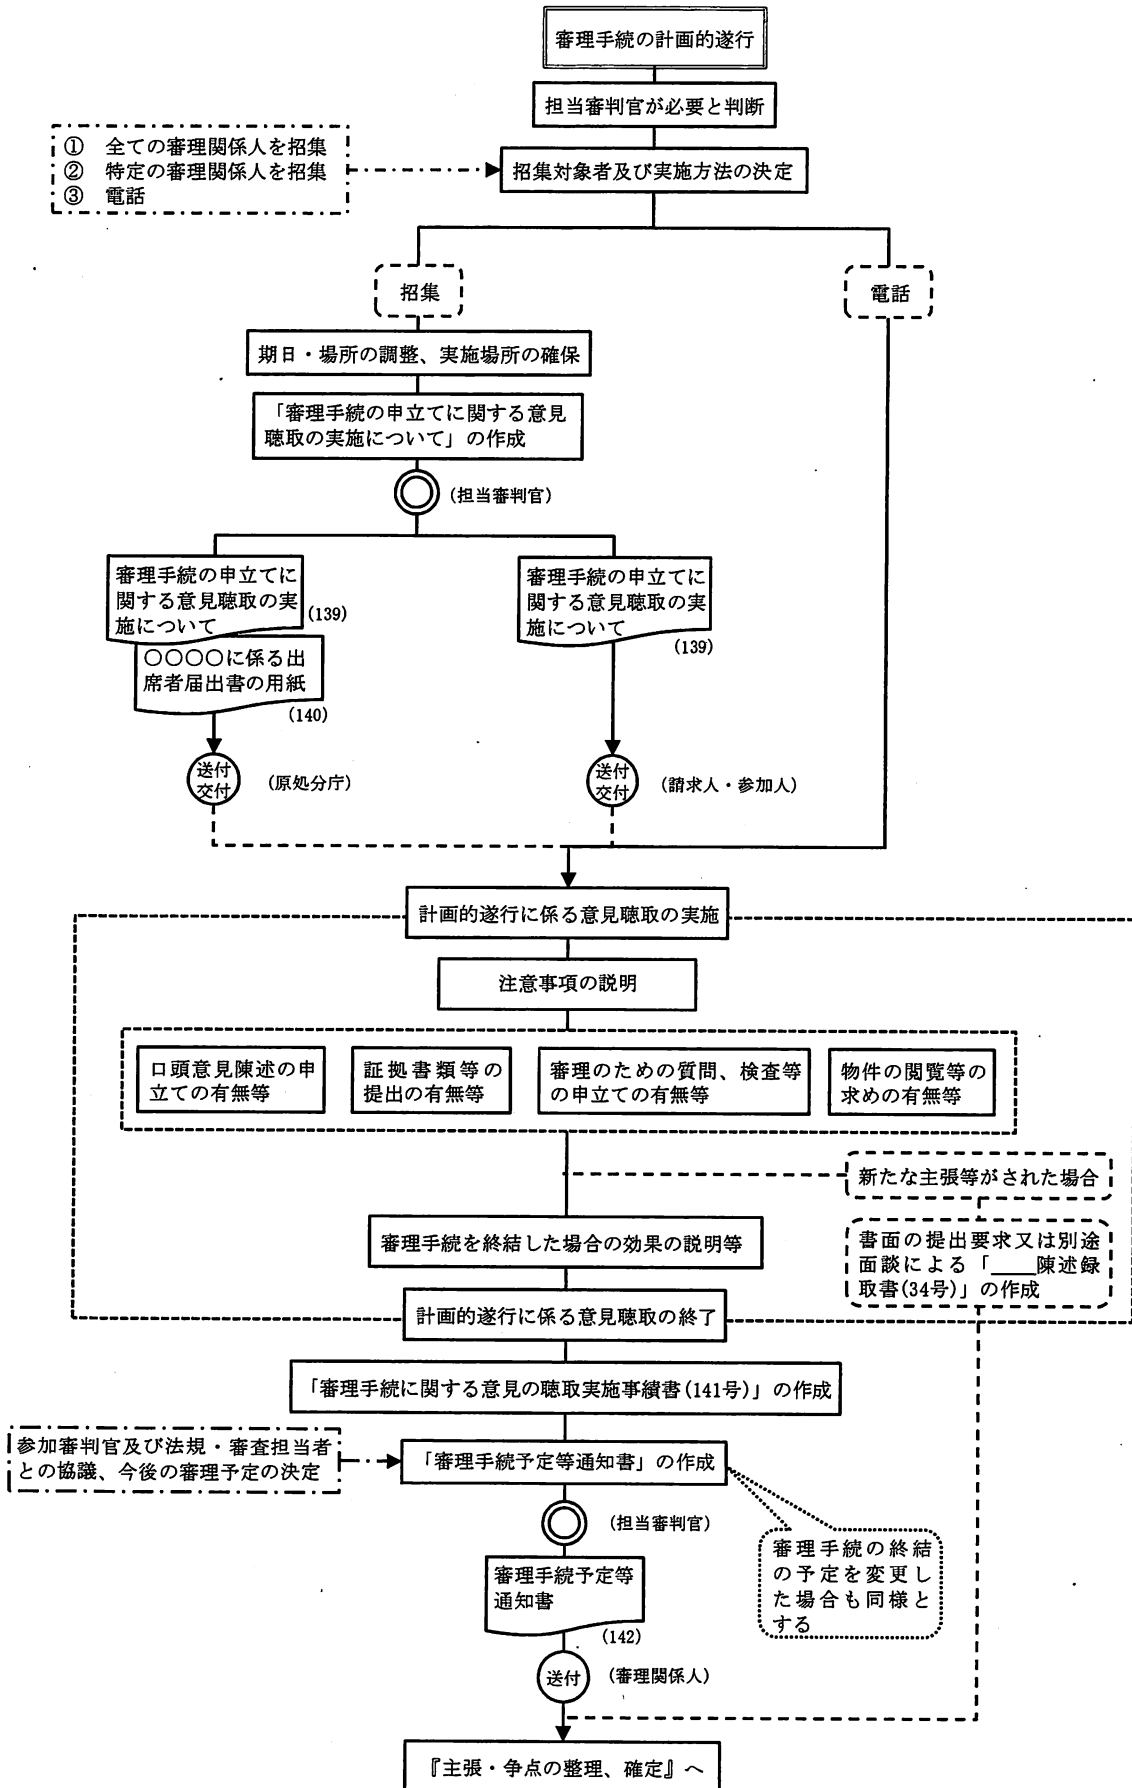 審理手続の計画的遂行
担当審判官が必要と判断
① 全ての審理関係人を招集
② 特定の審理関係人を招集
③ 電話
招集対象者及び実施方法の決定
招集
電話
期日・場所の調整、実施場所の確保
「審理手続の申立てに関する意見
聴取の実施について」の作成
(担当審判官)
審理手続の申立てに
関する意見聴取の実
施について
(139)
〇〇〇〇に係る出
席者届出書の用紙
(140)
審理手続の申立てに
関する意見聴取の実
施について
(139)
送付
交付
(原処分庁)
送付
交付
(請求人・参加人)
計画的遂行に係る意見聴取の実施
注意事項の説明
口頭意見陳述の申
立ての有無等
証拠書類等の
提出の有無等
審理のための質問、検査等
の申立ての有無等
物件の閲覧等の
求めの有無等
新たな主張等がされた場合
審理手続を終結した場合の効果の説明等
書面の提出要求又は別途
面談による「____陳述録
取書(34号)」の作成
計画的遂行に係る意見聴取の終了
「審理手続に関する意見の聴取実施事績書(141号)」の作成
参加審判官及び法規・審査担当者
との協議、今後の審理予定の決定
「審理手続予定等通知書」の作成
(担当審判官)
審理手続の終結
の予定を変更し
た場合も同様と
する
審理手続予定等
通知書
(142)
送付
(審理関係人)
『主張・争点の整理、確定』へ